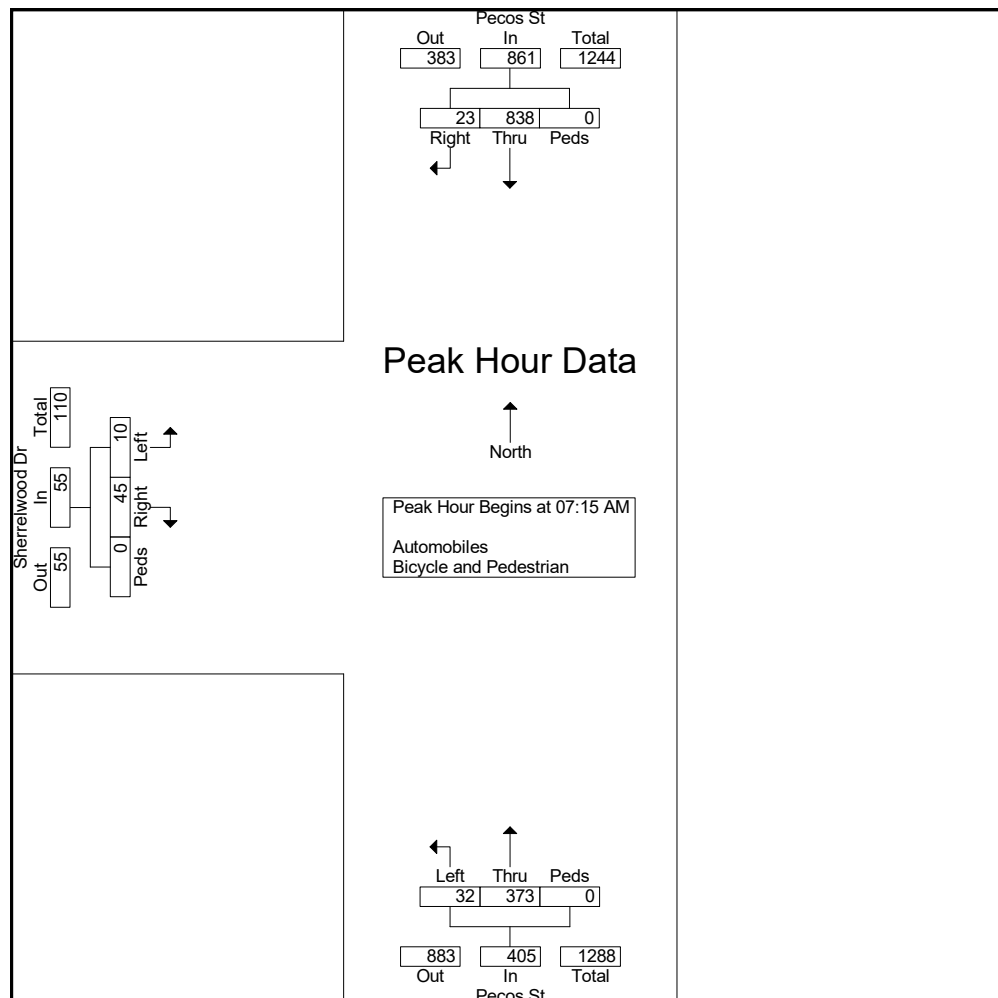 Pecos St
Out In Total
383 861 1244
23 838 0
Right Thru Peds
Peak Hour Data
North
Peak Hour Begins at 07:15 AM
Automobiles
Bicycle and Pedestrian
Sherrelwood Dr
Out In Total
55 55 110
0 45 10
Peds Right Left
Left Thru Peds
32 373 0
883 405 1288
Out In Total
Pecos St